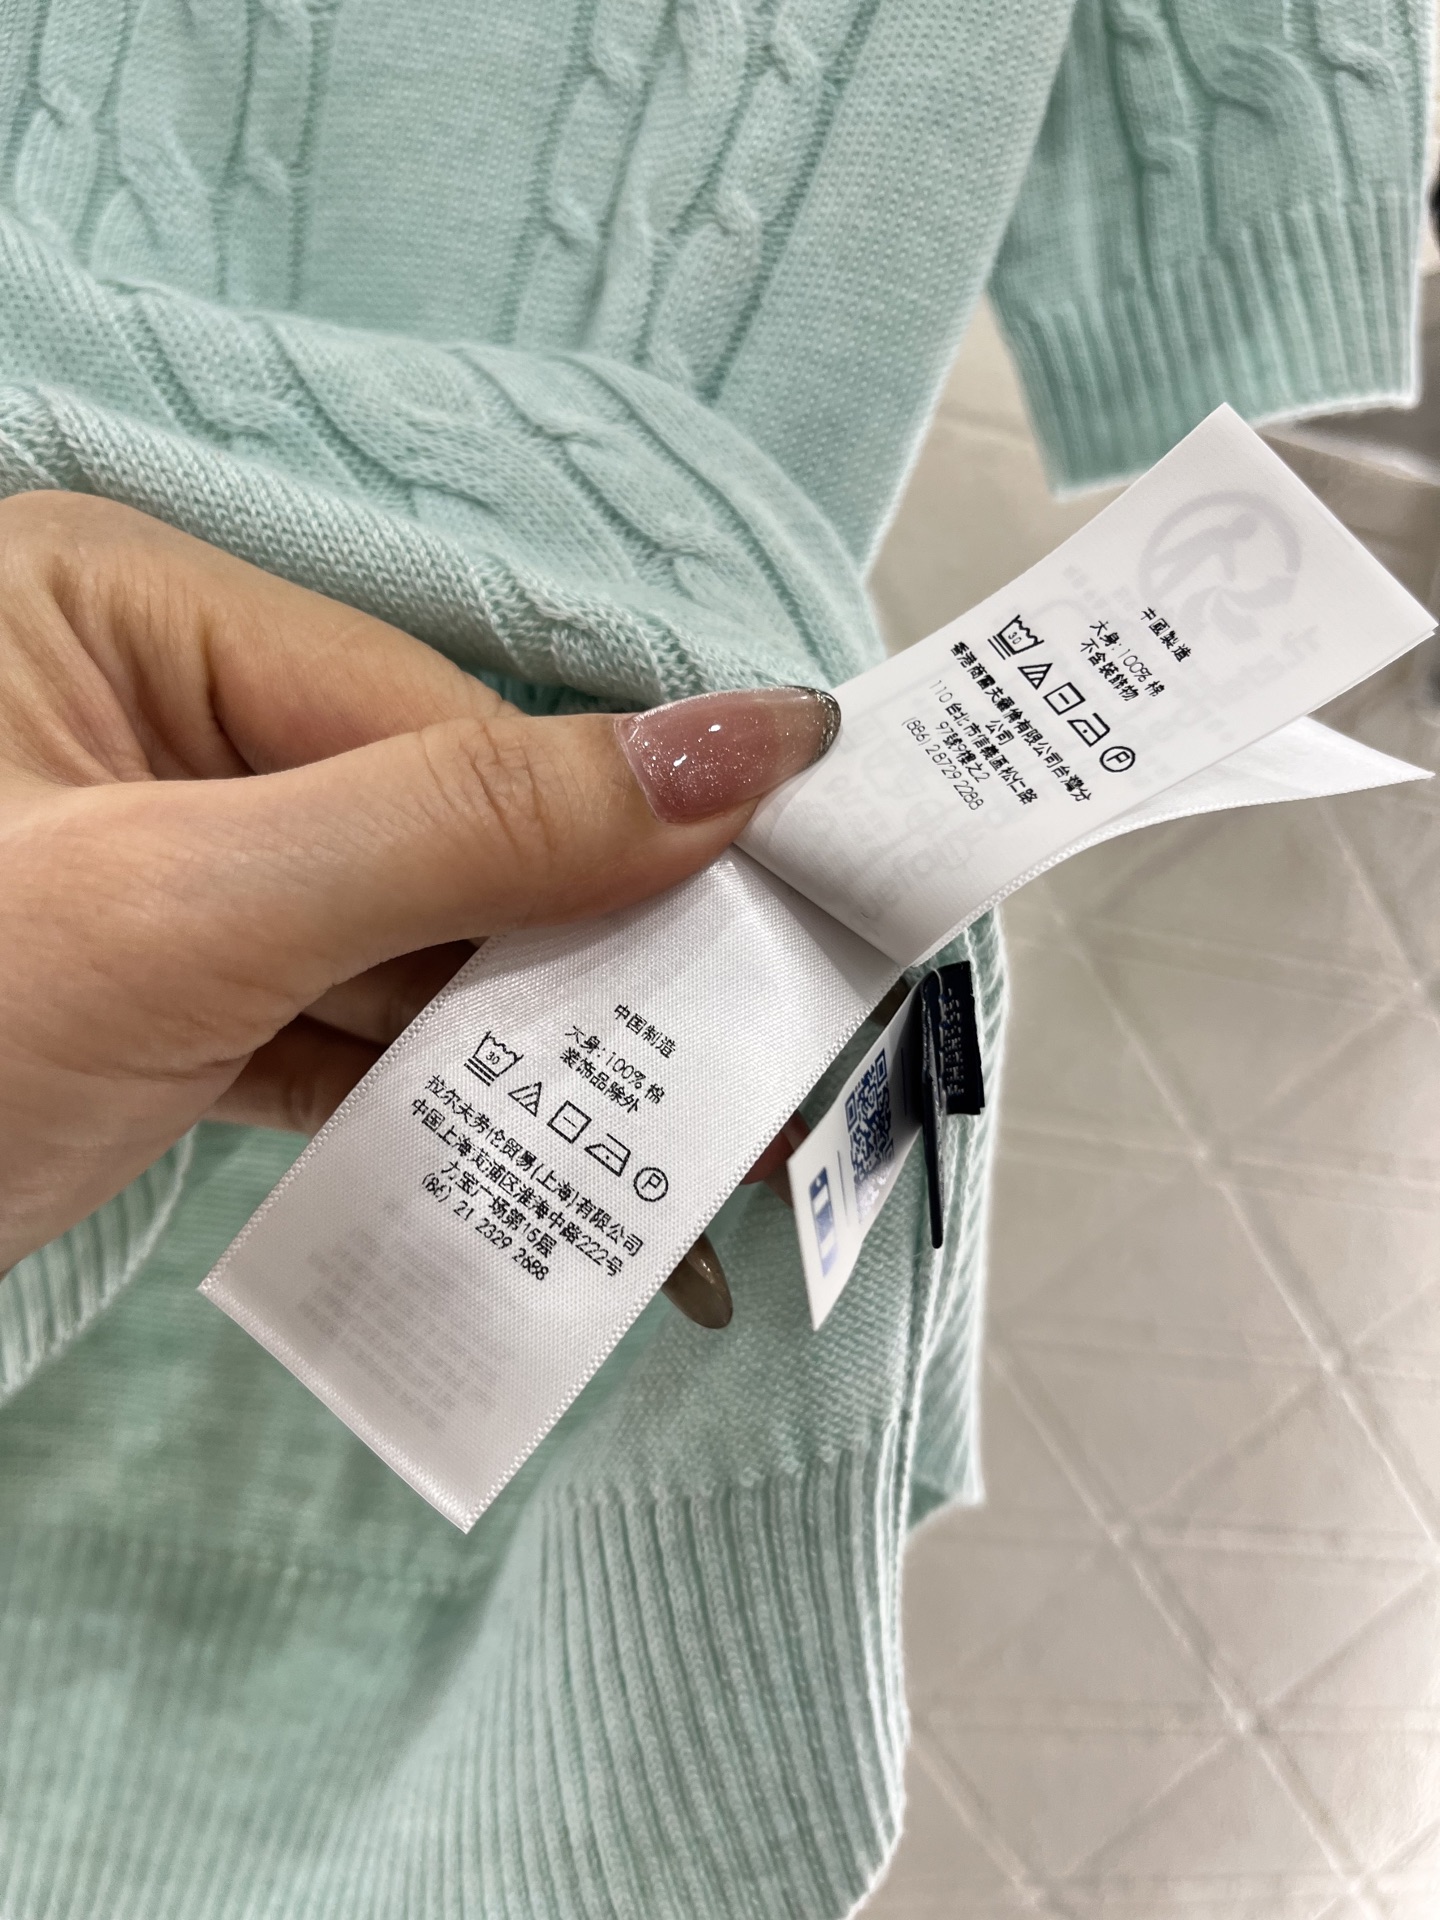 中國製造
大身: 100% 棉
不含裝飾物
30
P
香港商雷夫羅倫有限公司台灣分
公司
110 台北市信義區松仁路
97號9樓之2
(886) 2 8729 2288
中国制造
大身: 100% 棉
装饰品除外
30
P
拉尔夫劳伦贸易(上海)有限公司
中国上海黄浦区淮海中路222号
力宝广场第15层
(86) 21 2329 2688